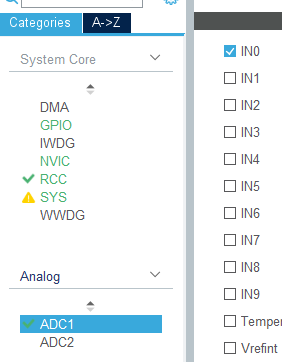 Categories A->Z
System Core
DMA
GPIO
IWDG
NVIC
RCC
SYS
WWDG
Analog
ADC1
ADC2
IN0
IN1
IN2
IN3
IN4
IN5
IN6
IN7
IN8
IN9
Temper
Vrefint